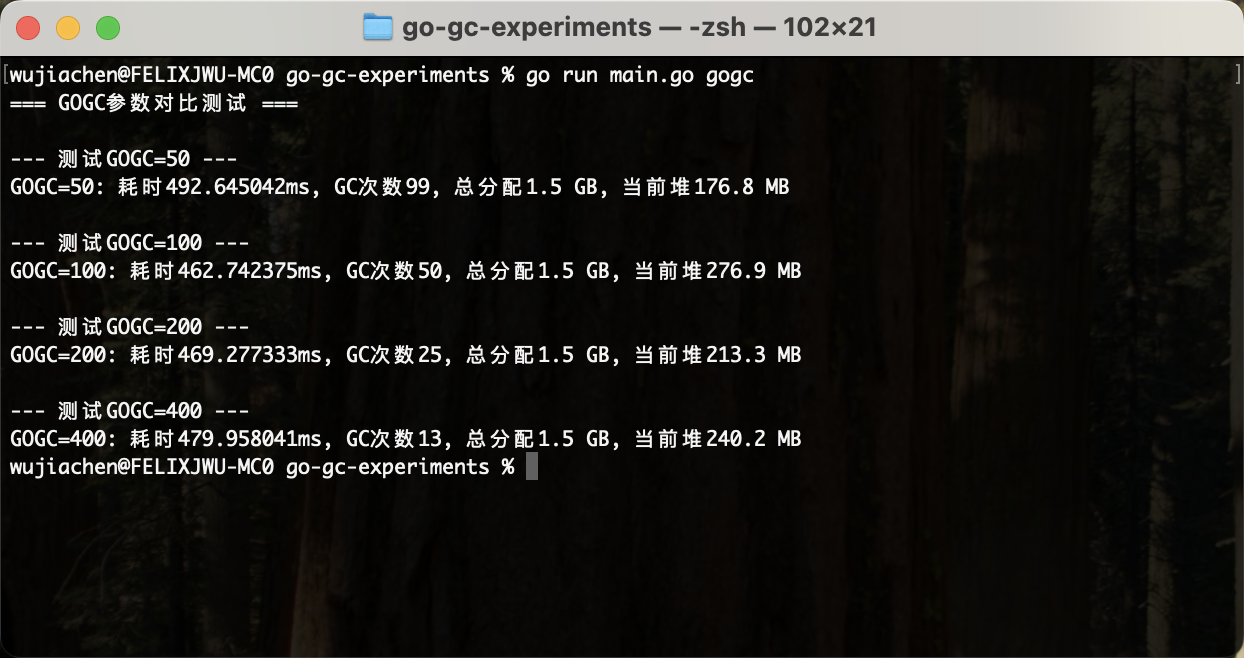 go-gc-experiments — -zsh — 102×21
[wujiachen@FELIXJWU-MC0 go-gc-experiments % go run main.go gogc ]
=== GOGC参数对比测试 ===
--- 测试GOGC=50 ---
GOGC=50: 耗时492.645042ms, GC次数99, 总分配1.5 GB, 当前堆176.8 MB
--- 测试GOGC=100 ---
GOGC=100: 耗时462.742375ms, GC次数50, 总分配1.5 GB, 当前堆276.9 MB
--- 测试GOGC=200 ---
GOGC=200: 耗时469.277333ms, GC次数25, 总分配1.5 GB, 当前堆213.3 MB
--- 测试GOGC=400 ---
GOGC=400: 耗时479.958041ms, GC次数13, 总分配1.5 GB, 当前堆240.2 MB
wujiachen@FELIXJWU-MC0 go-gc-experiments %